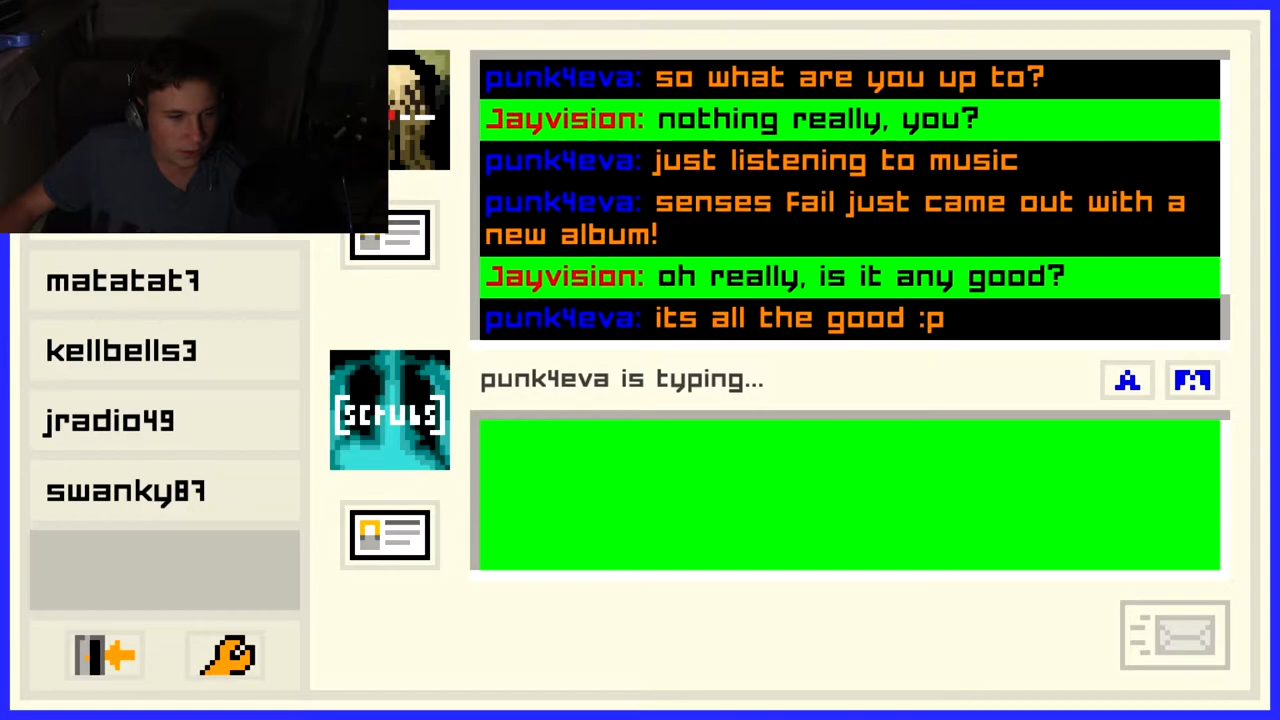 punk4eva: so what are you up to?
Jayvision: nothing really, you?
punk4eva: just listening to music
punk4eva: senses fail just came out with a
new album!
Jayvision: oh really, is it any good?
punk4eva: its all the good :p
matatat7
kellbells3
jradio49
swanky87
[scrubs]
punk4eva is typing...
A